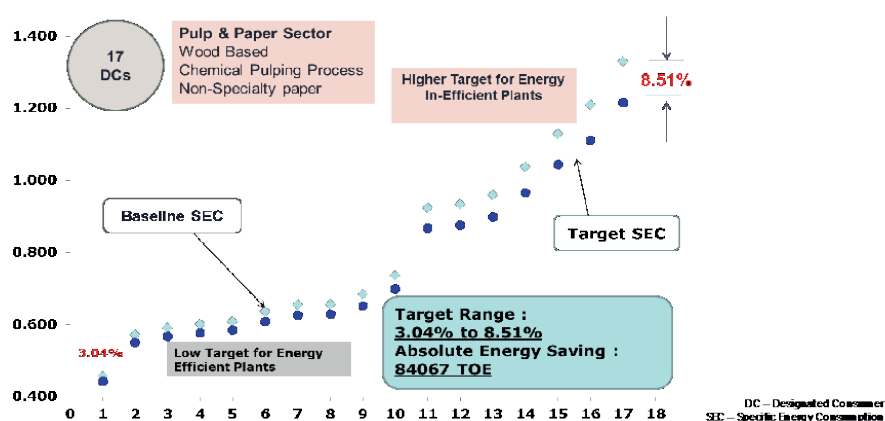 1.400
17
DCs
Pulp & Paper Sector
Wood Based
Chemical Pulping Process
Non-Specialty paper
Higher Target for Energy
In-Efficient Plants
8.51%
1.200
1.000
Baseline SEC
Target SEC
0.800
0.600
Target Range :
3.04% to 8.51%
Absolute Energy Saving :
84067 TOE
3.04%
Low Target for Energy
Efficient Plants
0.400
0 1 2 3 4 5 6 7 8 9 10 11 12 13 14 15 16 17 18
DC – Designated Consumer
SEC – Specific Energy Consumption